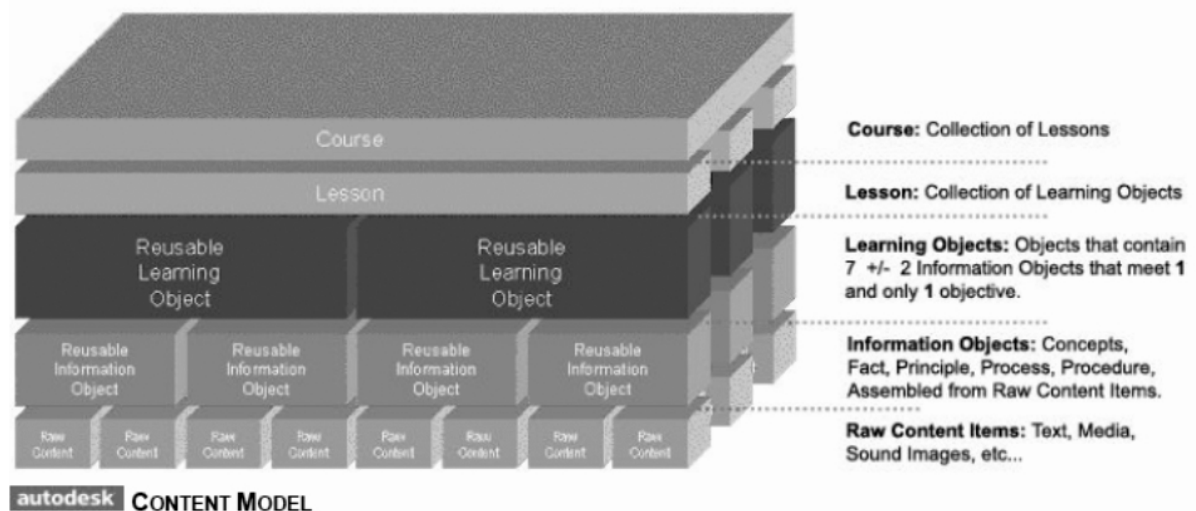 Course
Lesson
Reusable
Learning
Object
Reusable
Learning
Object
Reusable
Information
Object
Reusable
Information
Object
Reusable
Information
Object
Reusable
Information
Object
Raw
Content
Raw
Content
Raw
Content
Raw
Content
Raw
Content
Raw
Content
Raw
Content
Raw
Content
Course: Collection of Lessons
Lesson: Collection of Learning Objects
Learning Objects: Objects that contain
7 +/- 2 Information Objects that meet 1
and only 1 objective.
Information Objects: Concepts,
Fact, Principle, Process, Procedure,
Assembled from Raw Content Items.
Raw Content Items: Text, Media,
Sound Images, etc...
autodesk CONTENT MODEL